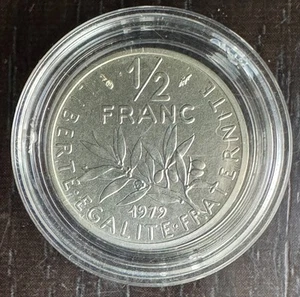 1/2
FRANC
1979
LIBERTE·EGALITE·FRATERNITE